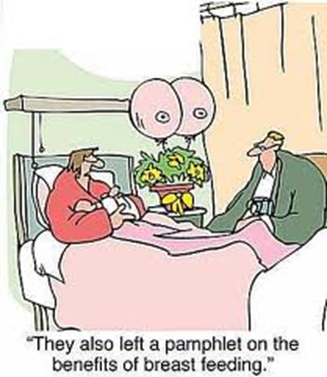 "They also left a pamphlet on the
benefits of breast feeding."